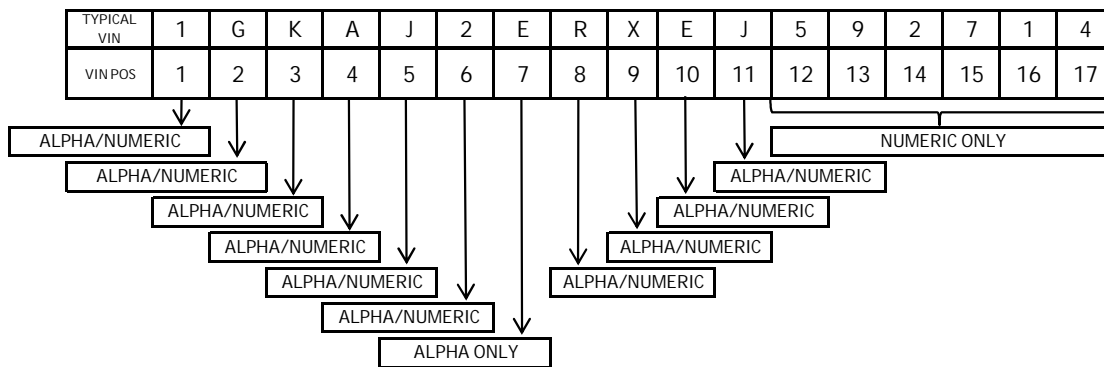 TYPICAL VIN 1 G K A J 2 E R X E J 5 9 2 7 1 4
VIN POS 1 2 3 4 5 6 7 8 9 10 11 12 13 14 15 16 17
ALPHA/NUMERIC NUMERIC ONLY
ALPHA/NUMERIC ALPHA/NUMERIC
ALPHA/NUMERIC ALPHA/NUMERIC
ALPHA/NUMERIC ALPHA/NUMERIC
ALPHA/NUMERIC ALPHA/NUMERIC
ALPHA/NUMERIC
ALPHA ONLY